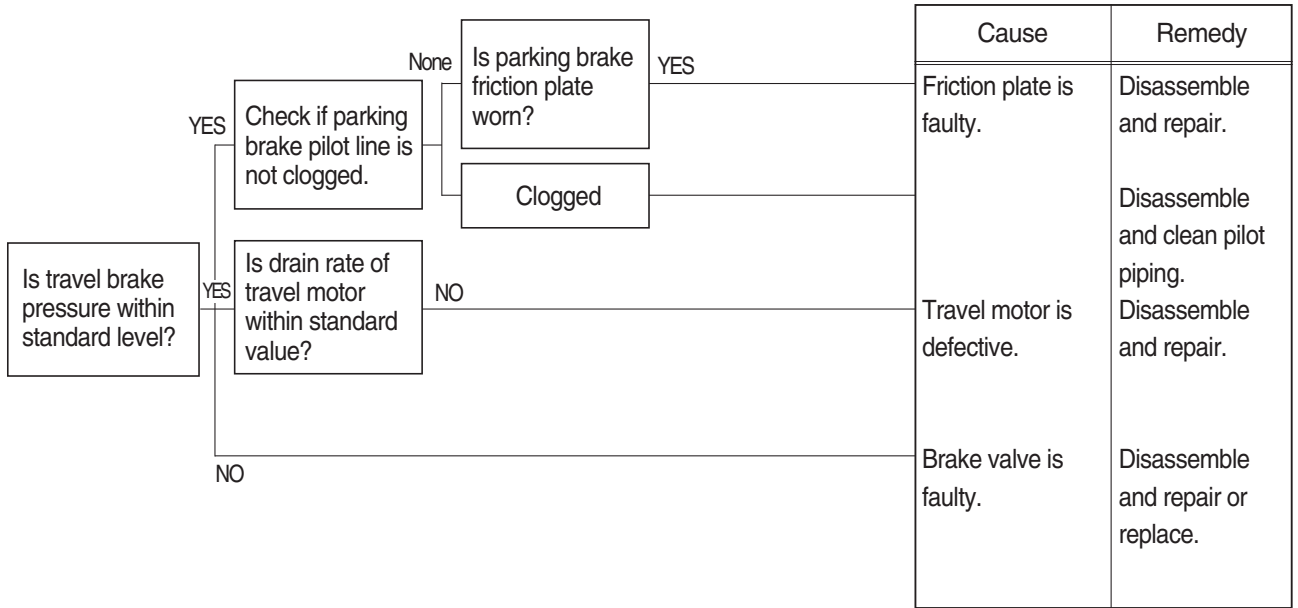 Cause
Remedy
None
Is parking brake
friction plate
worn?
YES
Friction plate is
faulty.
Disassemble
and repair.
YES
Check if parking
brake pilot line is
not clogged.
Clogged
Disassemble
and clean pilot
piping.
Is travel brake
pressure within
standard level?
YES
Is drain rate of
travel motor
within standard
value?
NO
Travel motor is
defective.
Disassemble
and repair.
NO
Brake valve is
faulty.
Disassemble
and repair or
replace.